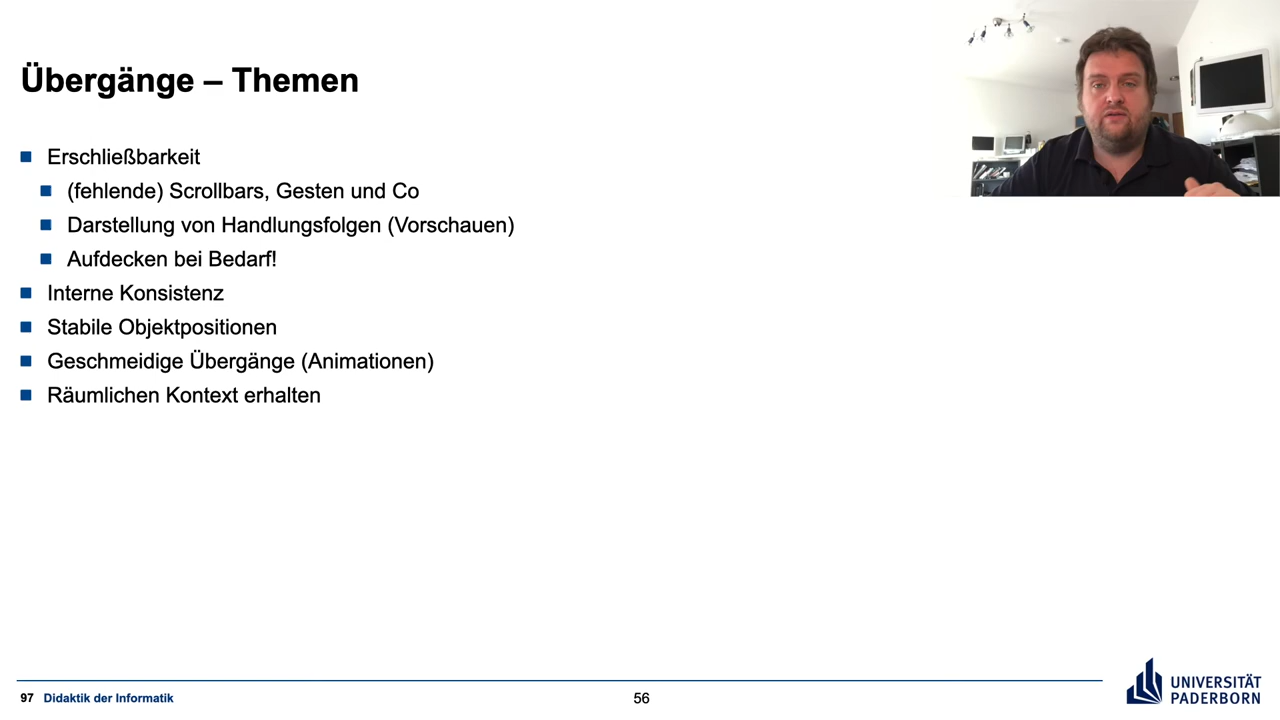 Übergänge – Themen
Erschließbarkeit
(fehlende) Scrollbars, Gesten und Co
Darstellung von Handlungsfolgen (Vorschauen)
Aufdecken bei Bedarf!
Interne Konsistenz
Stabile Objektpositionen
Geschmeidige Übergänge (Animationen)
Räumlichen Kontext erhalten
97 Didaktik der Informatik
56
UNIVERSITÄT
PADERBORN